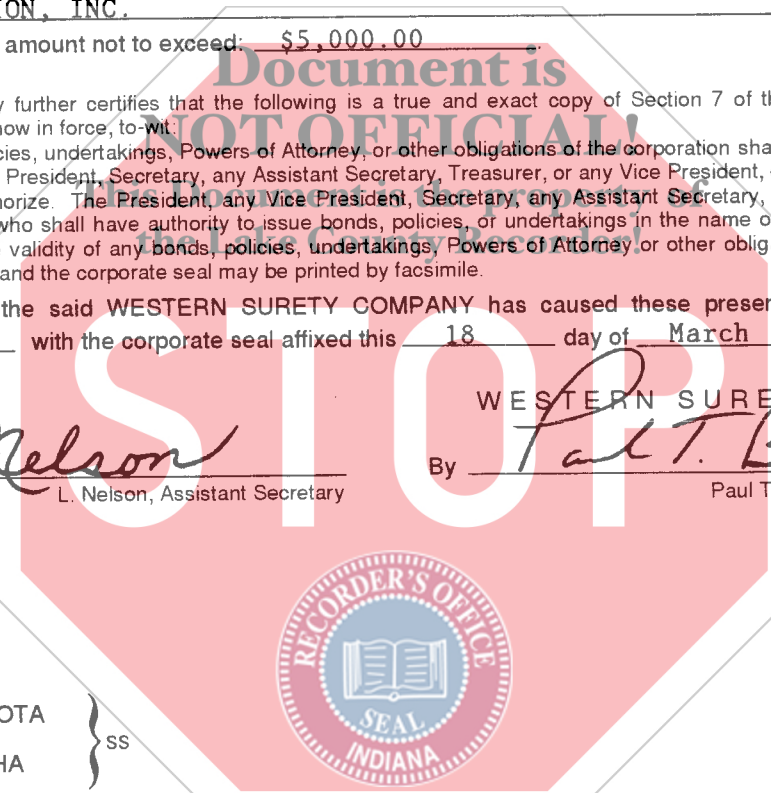 ION, INC.
amount not to exceed: $5,000.00.
Document is
y further certifies that the following is a true and exact copy of Section 7 of th
now in force, to-wit:
NOT OFFICIAL!
cies, undertakings, Powers of Attorney, or other obligations of the corporation sha
President, Secretary, any Assistant Secretary, Treasurer, or any Vice President,
This Document is the property of
horize. The President, any Vice President, Secretary, any Assistant Secretary,
who shall have authority to issue bonds, policies, or undertakings in the name o
the Lake County Recorder!
validity of any bonds, policies, undertakings, Powers of Attorney or other oblig
and the corporate seal may be printed by facsimile.
the said WESTERN SURETY COMPANY has caused these presen
with the corporate seal affixed this 18 day of March
STOP
WESTERN SURE
Nelson
By Paul T. B
L. Nelson, Assistant Secretary
Paul T
RECORDER'S OFFICE
SEAL
INDIANA
OTA
SS
HA